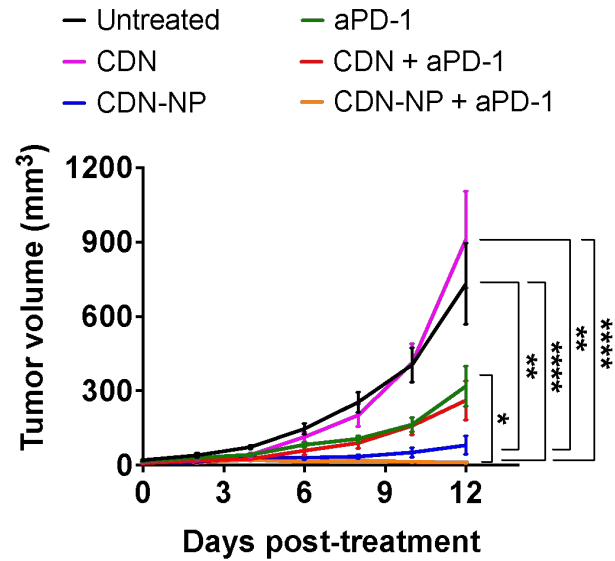 Untreated aPD-1
CDN CDN + aPD-1
CDN-NP CDN-NP + aPD-1
Tumor volume (mm³)
1200
900
600
300
0
0 3 6 9 12
Days post-treatment
*
**
****
**
****